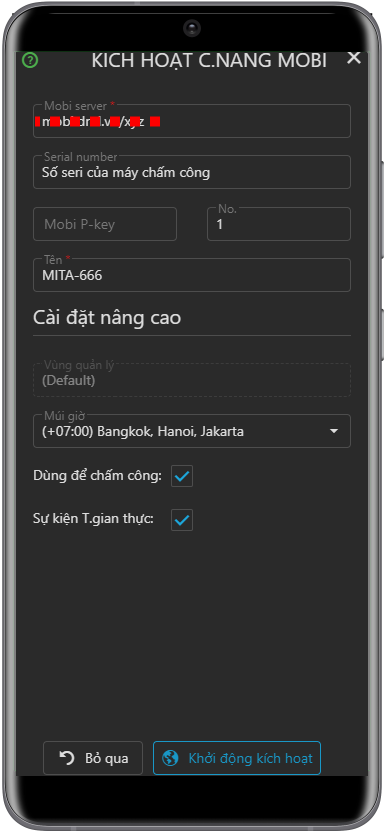 KÍCH HOẠT C.NĂNG MOBI
Mobi server *
Serial number
Số seri của máy chấm công
Mobi P-key
No.
1
Tên *
MITA-666
Cài đặt nâng cao
Vùng quản lý
(Default)
Múi giờ
(+07:00) Bangkok, Hanoi, Jakarta
Dùng để chấm công:
Sự kiện T.gian thực:
Bỏ qua
Khởi động kích hoạt